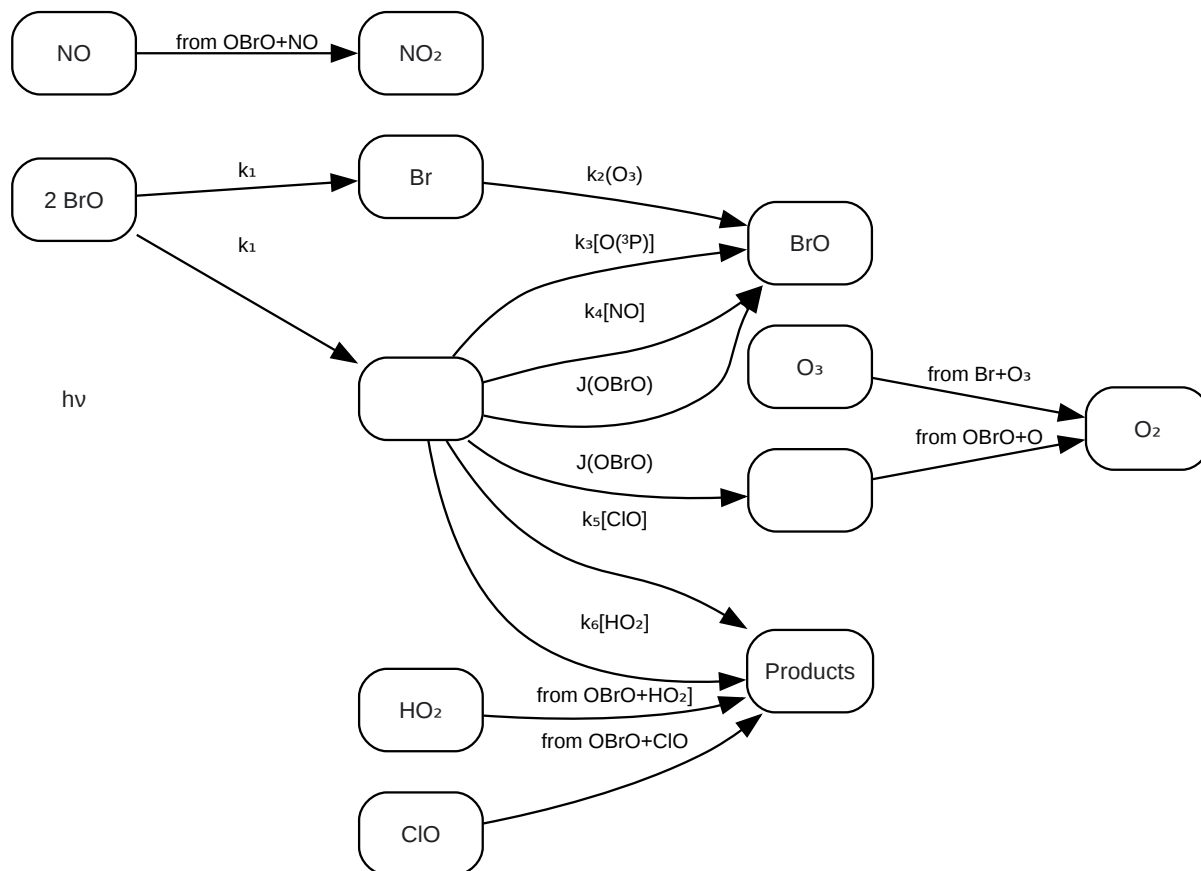 NO
from OBrO+NO
NO₂
2 BrO
k₁
Br
k₂(O₃)
k₁
k₃[O(³P)]
BrO
k₄[NO]
J(OBrO)
O₃
from Br+O₃
hν
O₂
from OBrO+O
J(OBrO)
k₅[ClO]
k₆[HO₂]
Products
HO₂
from OBrO+HO₂]
from OBrO+ClO
ClO